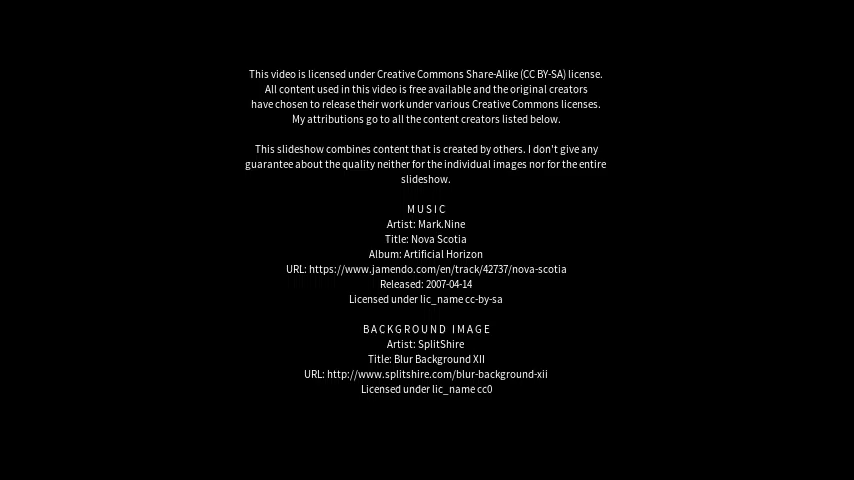 This video is licensed under Creative Commons Share-Alike (CC BY-SA) license.
All content used in this video is free available and the original creators
have chosen to release their work under various Creative Commons licenses.
My attributions go to all the content creators listed below.
This slideshow combines content that is created by others. I don't give any
guarantee about the quality neither for the individual images nor for the entire
slideshow.
MUSIC
Artist: Mark.Nine
Title: Nova Scotia
Album: Artificial Horizon
URL: https://www.jamendo.com/en/track/42737/nova-scotia
Released: 2007-04-14
Licensed under lic_name cc-by-sa
BACKGROUND IMAGE
Artist: SplitShire
Title: Blur Background XII
URL: http://www.splitshire.com/blur-background-xii
Licensed under lic_name cc0